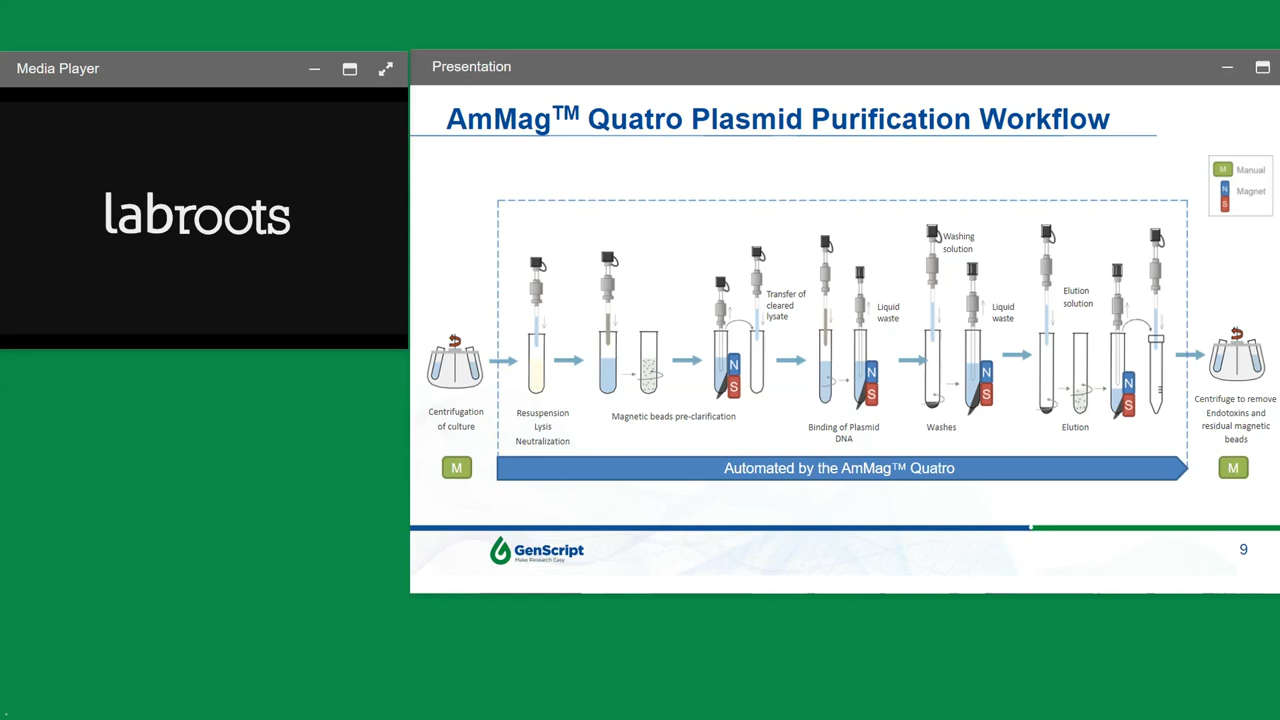 Media Player
labroots
Presentation
AmMag™ Quatro Plasmid Purification Workflow
M Manual
N Magnet
S
Centrifugation
of culture
M
Resuspension
Lysis
Neutralization
Magnetic beads pre-clarification
N
S
Transfer of
cleared
lysate
Liquid
waste
N
S
Binding of Plasmid
DNA
Washing
solution
Liquid
waste
N
S
Washes
Elution
solution
N
S
Elution
Centrifuge to remove
Endotoxins and
residual magnetic
beads
M
Automated by the AmMag™ Quatro
GenScript
Make Research Easy
9